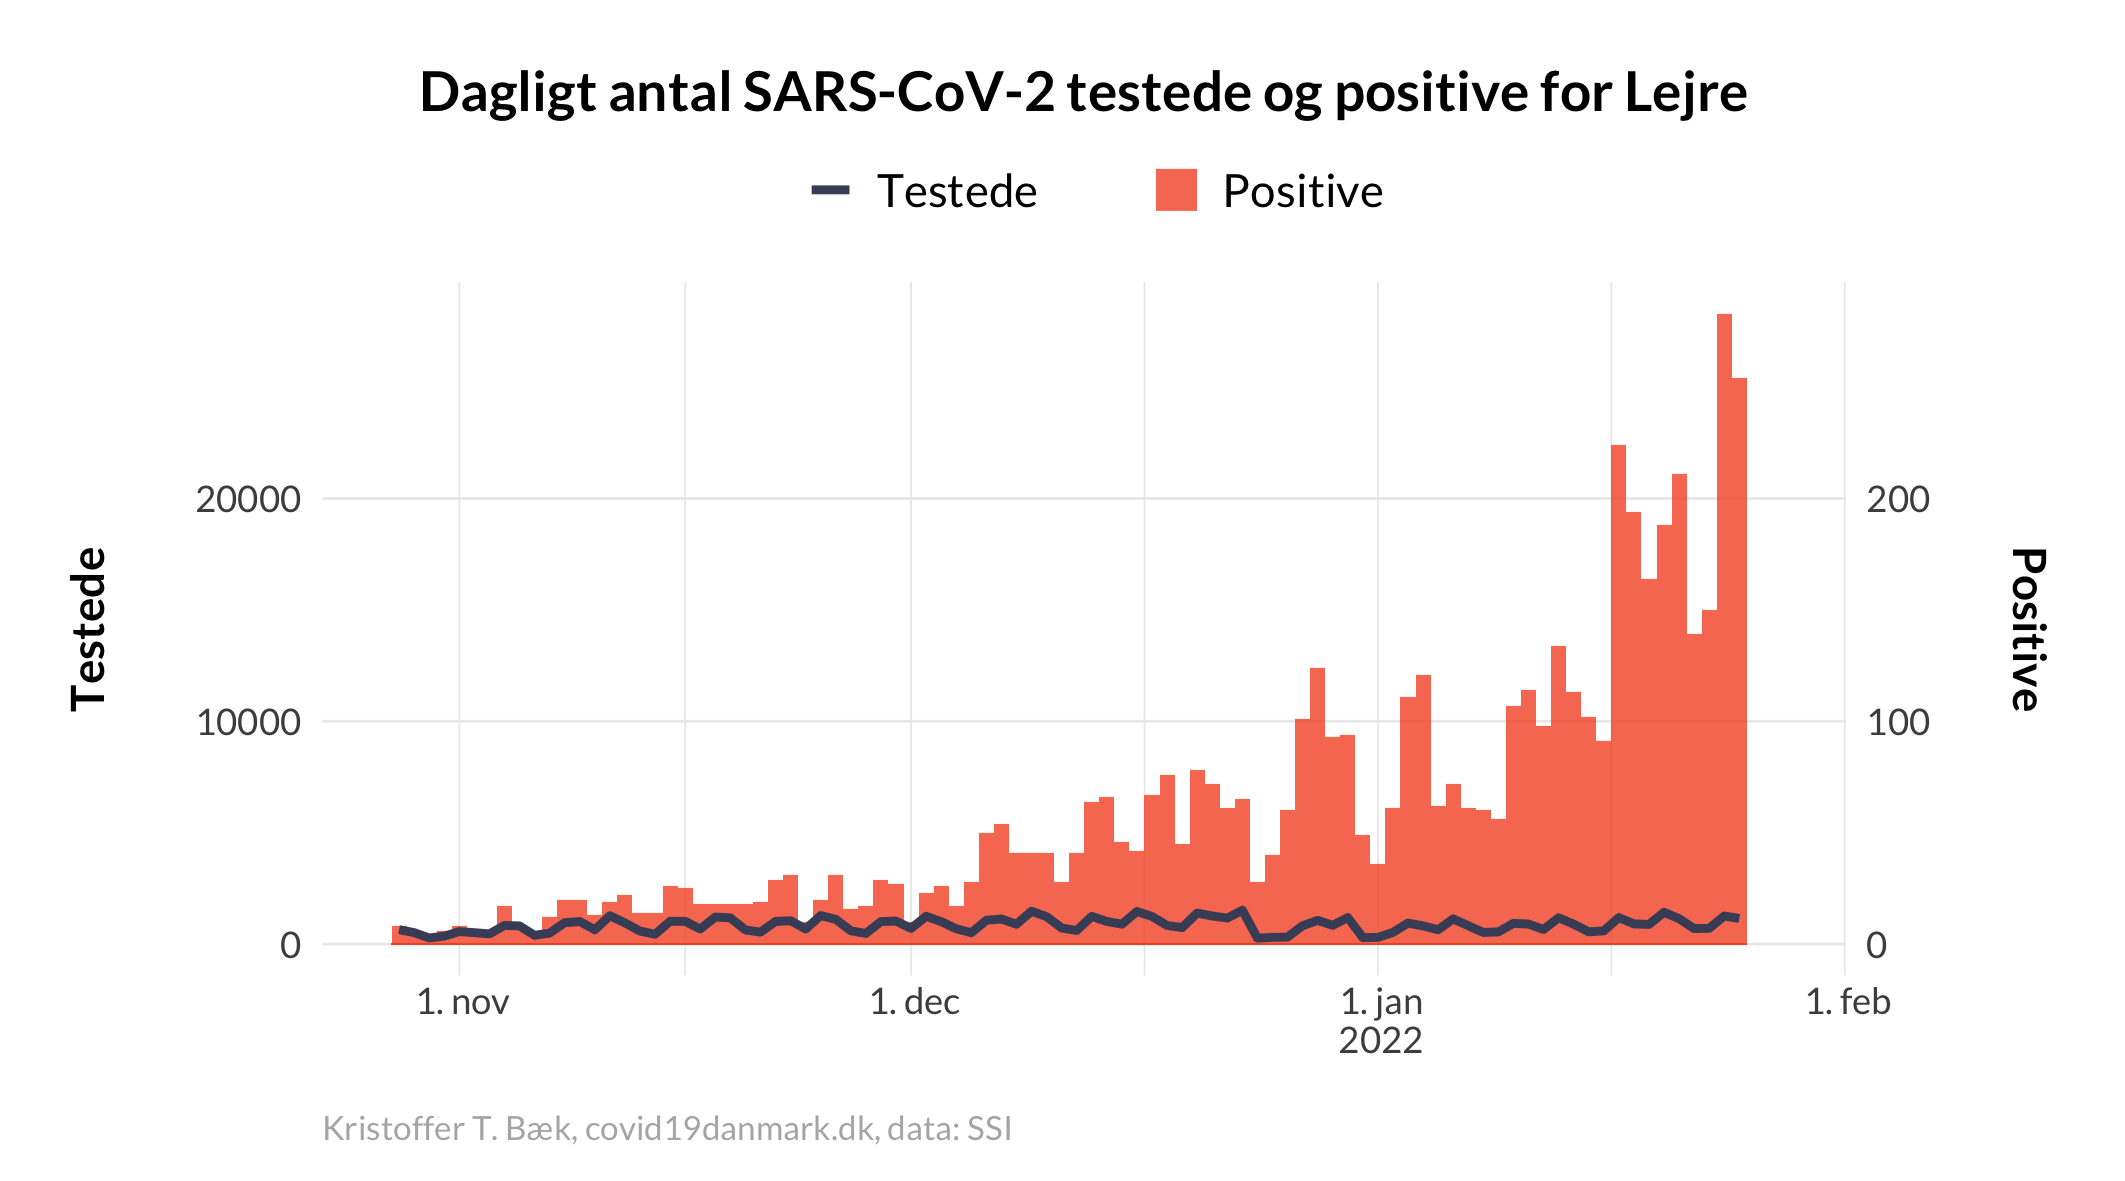 Dagligt antal SARS-CoV-2 testede og positive for Lejre
Testede
Positive
20000
10000
0
Testede
200
100
0
Positive
1. nov
1. dec
1. jan
2022
1. feb
Kristoffer T. Bæk, covid19danmark.dk, data: SSI